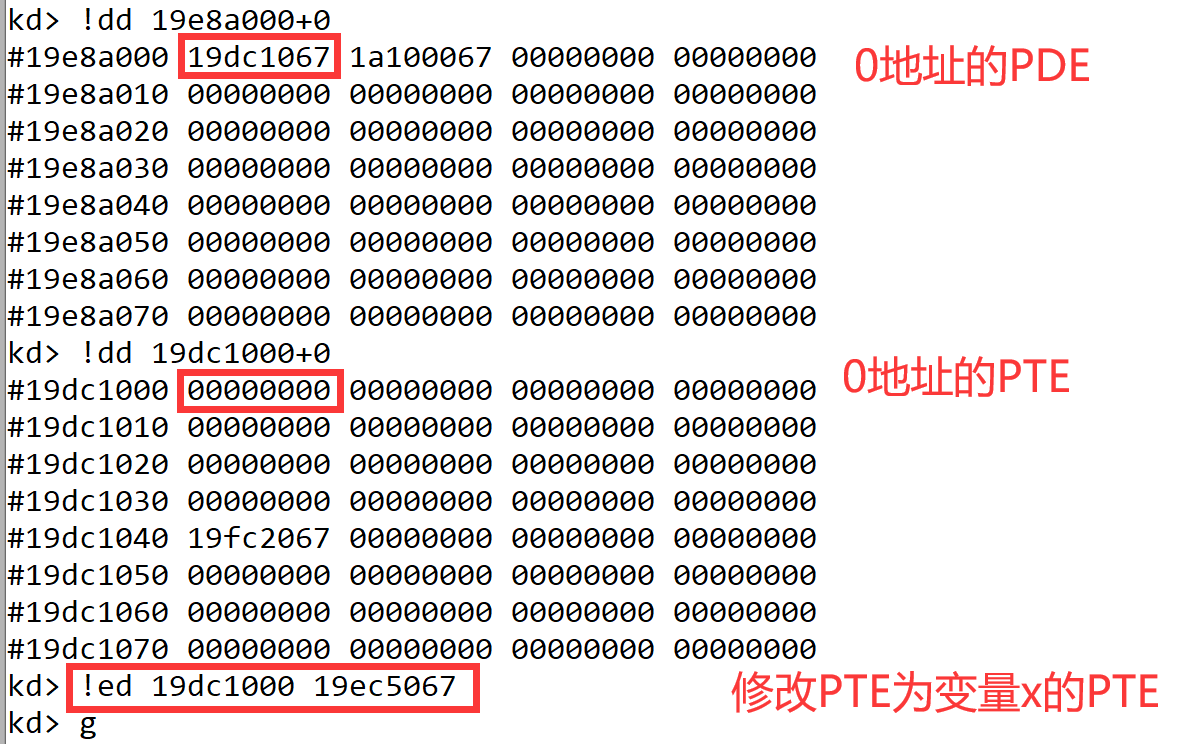 kd> !dd 19e8a000+0
#19e8a000 19dc1067 1a100067 00000000 00000000 0地址的PDE
#19e8a010 00000000 00000000 00000000 00000000
#19e8a020 00000000 00000000 00000000 00000000
#19e8a030 00000000 00000000 00000000 00000000
#19e8a040 00000000 00000000 00000000 00000000
#19e8a050 00000000 00000000 00000000 00000000
#19e8a060 00000000 00000000 00000000 00000000
#19e8a070 00000000 00000000 00000000 00000000
kd> !dd 19dc1000+0
#19dc1000 00000000 00000000 00000000 00000000 0地址的PTE
#19dc1010 00000000 00000000 00000000 00000000
#19dc1020 00000000 00000000 00000000 00000000
#19dc1030 00000000 00000000 00000000 00000000
#19dc1040 19fc2067 00000000 00000000 00000000
#19dc1050 00000000 00000000 00000000 00000000
#19dc1060 00000000 00000000 00000000 00000000
#19dc1070 00000000 00000000 00000000 00000000
kd> !ed 19dc1000 19ec5067 修改PTE为变量x的PTE
kd> g